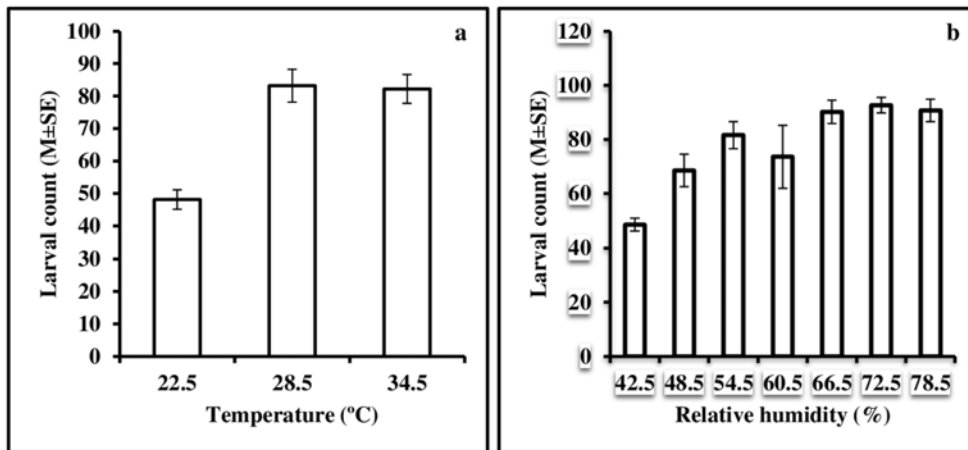 a
100
90
80
70
60
50
40
30
20
10
0
Larval count (M±SE)
22.5 28.5 34.5
Temperature (ºC)
b
120
100
80
60
40
20
0
Larval count (M±SE)
42.5 48.5 54.5 60.5 66.5 72.5 78.5
Relative humidity (%)